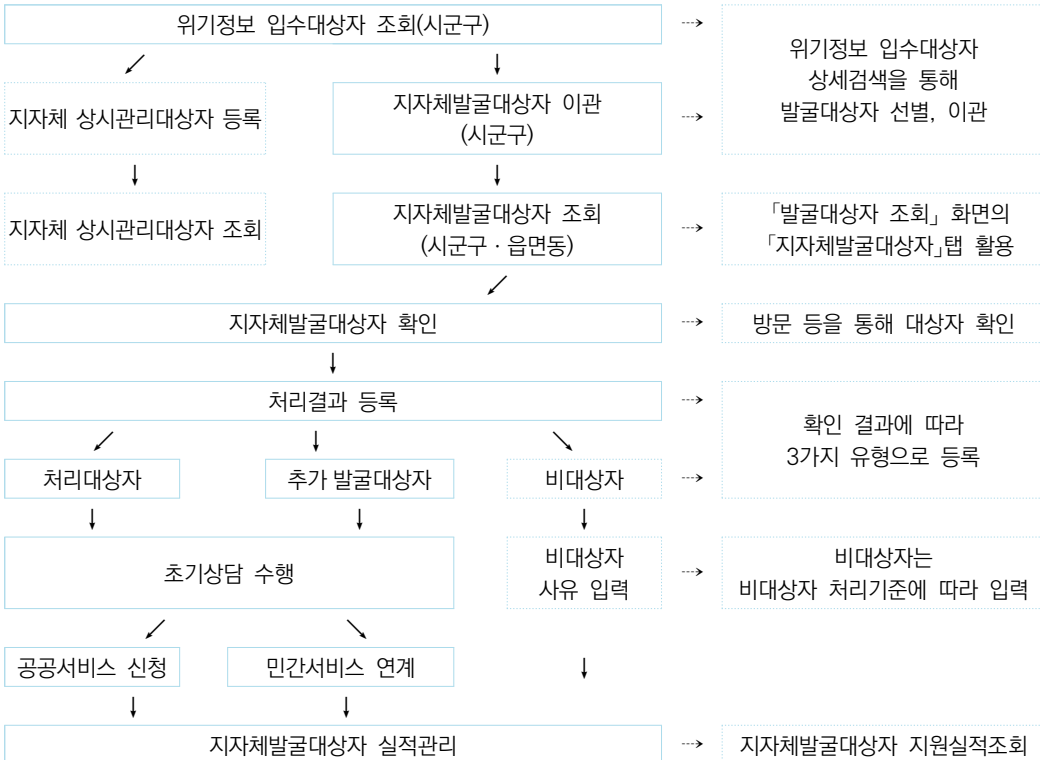 위기정보 입수대상자 조회(시군구)
위기정보 입수대상자
상세검색을 통해
발굴대상자 선별, 이관
지자체 상시관리대상자 등록
지자체발굴대상자 이관
(시군구)
지자체 상시관리대상자 조회
지자체발굴대상자 조회
(시군구 · 읍면동)
「발굴대상자 조회」 화면의
「지자체발굴대상자」탭 활용
지자체발굴대상자 확인
방문 등을 통해 대상자 확인
처리결과 등록
확인 결과에 따라
3가지 유형으로 등록
처리대상자
추가 발굴대상자
비대상자
초기상담 수행
비대상자
사유 입력
비대상자는
비대상자 처리기준에 따라 입력
공공서비스 신청
민간서비스 연계
지자체발굴대상자 실적관리
지자체발굴대상자 지원실적조회